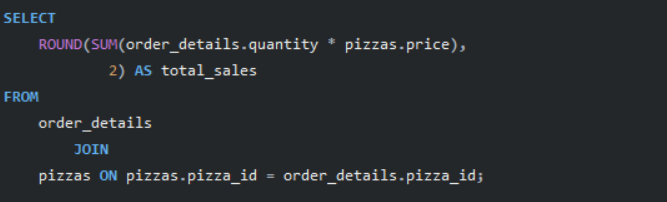 SELECT
    ROUND(SUM(order_details.quantity * pizzas.price),
            2) AS total_sales
FROM
    order_details
        JOIN
    pizzas ON pizzas.pizza_id = order_details.pizza_id;